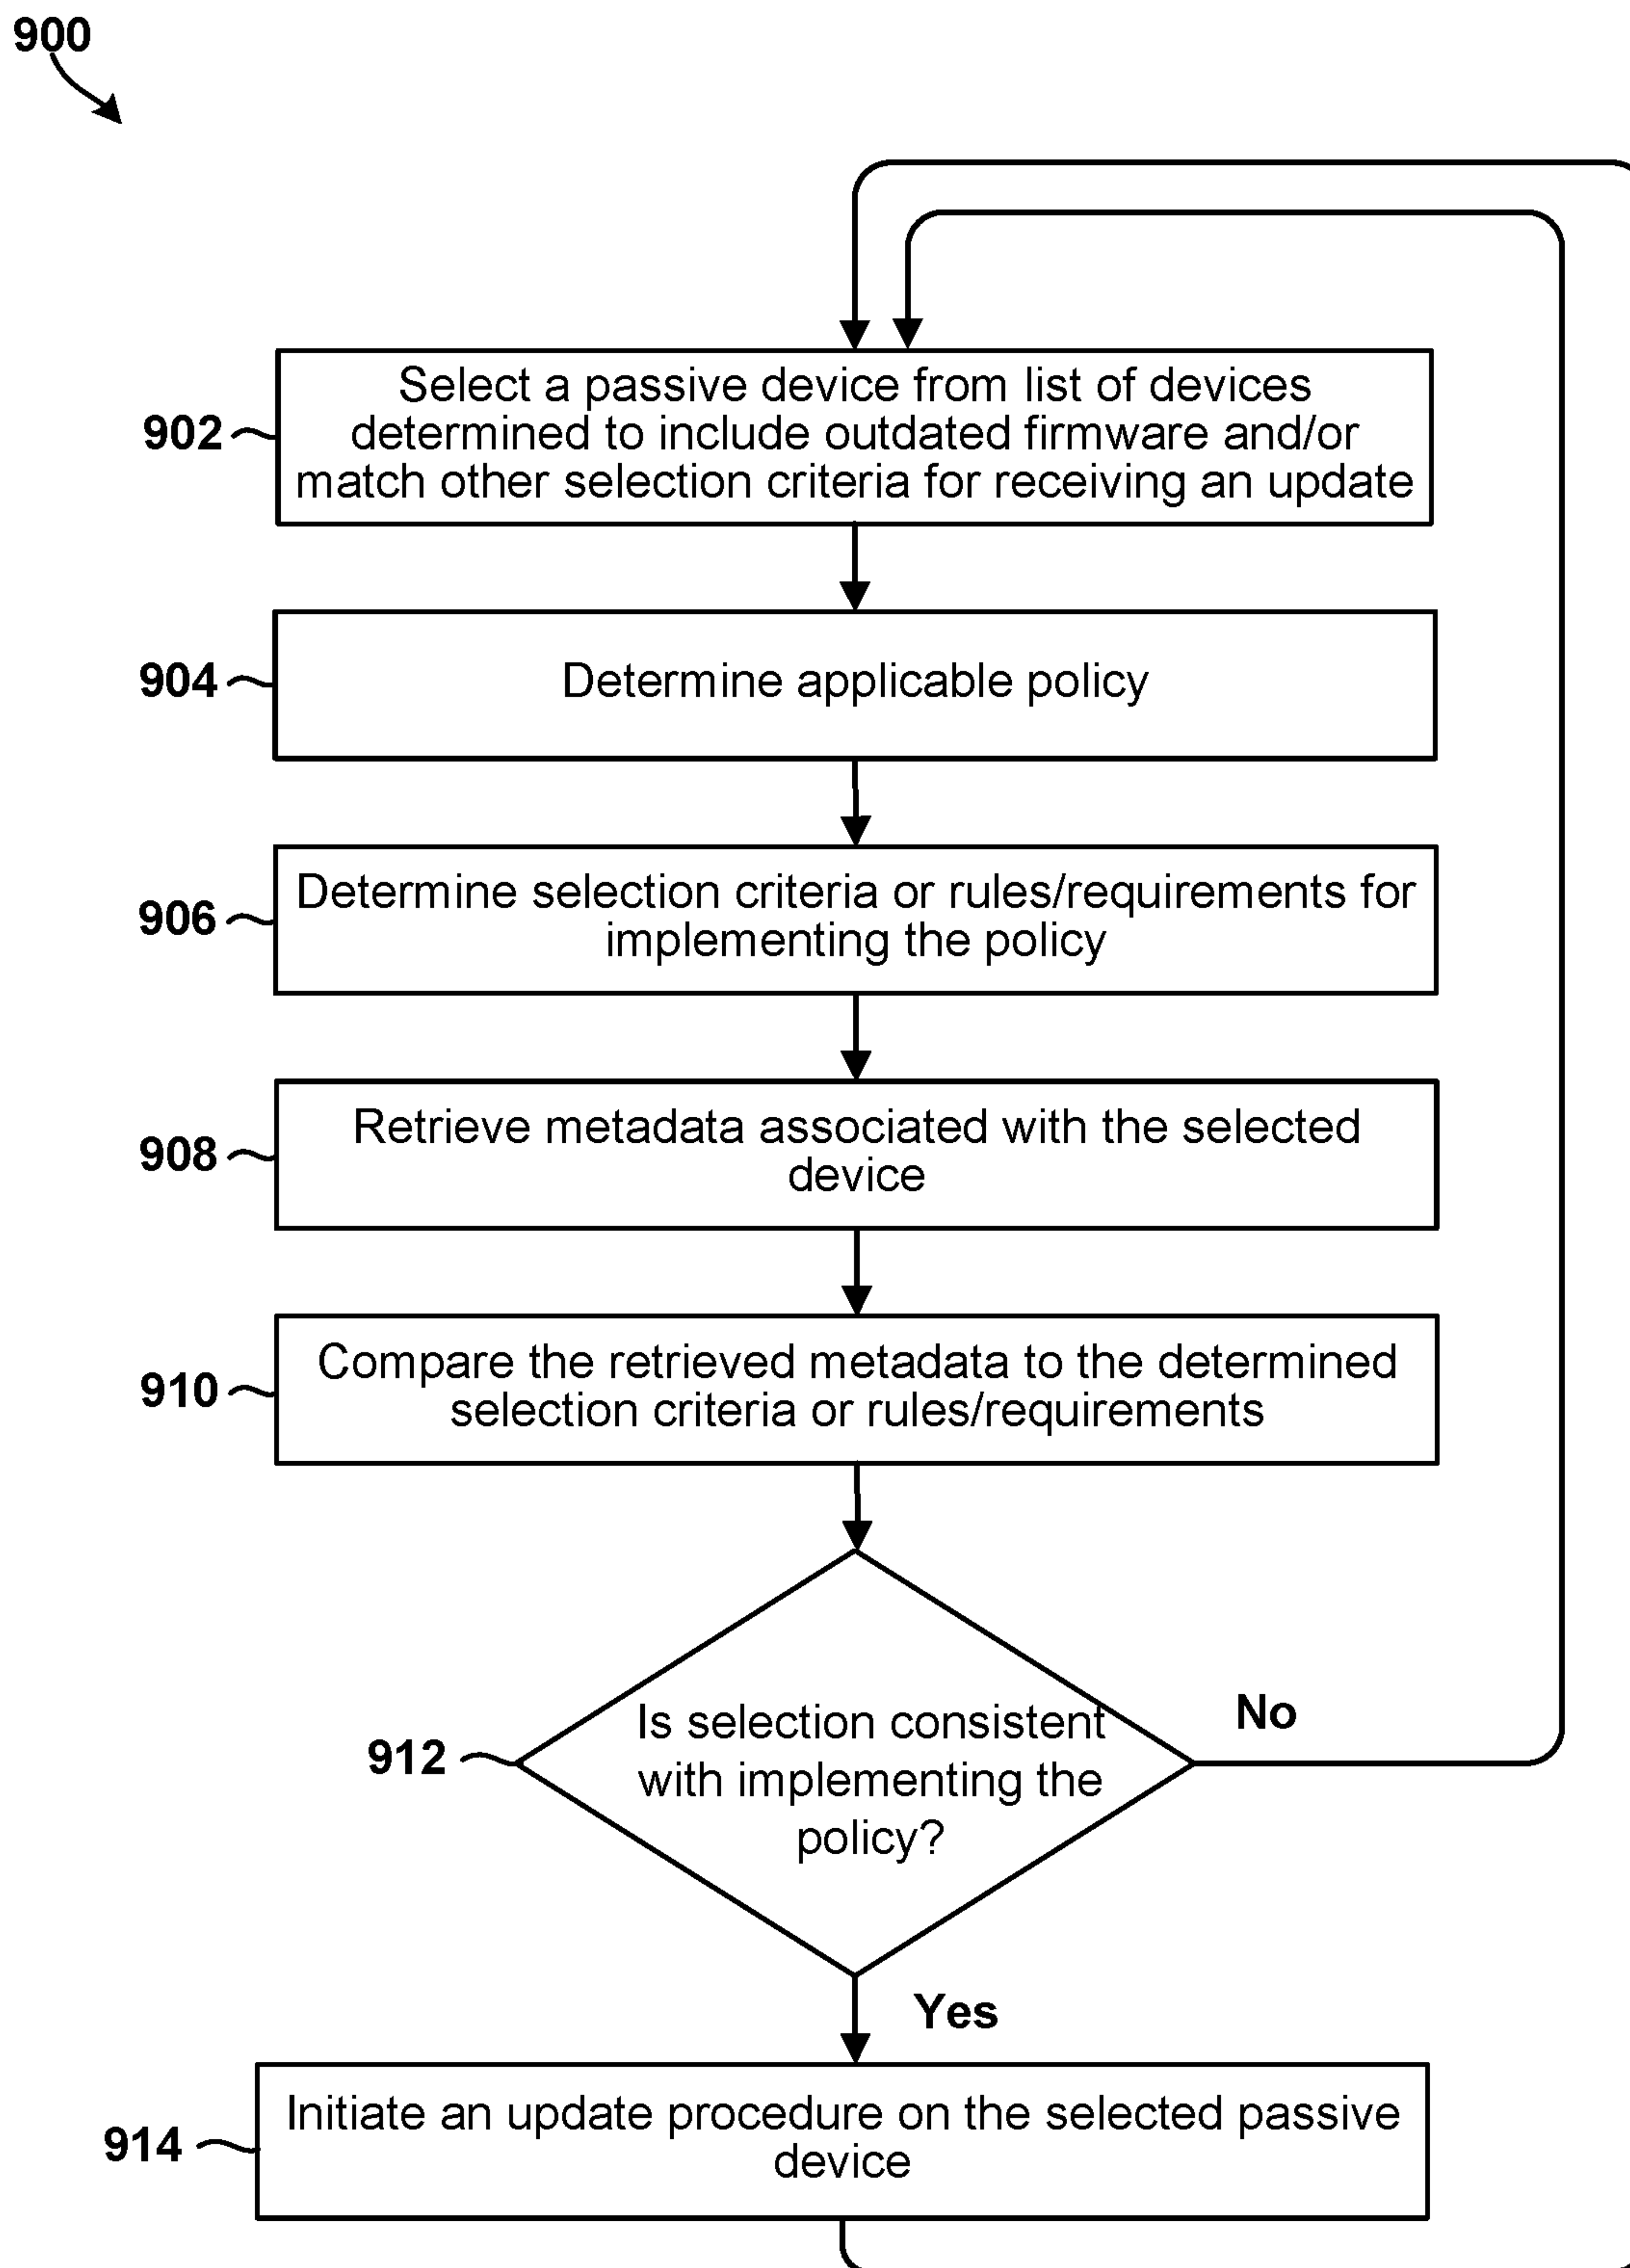 900
902
Select a passive device from list of devices
determined to include outdated firmware and/or
match other selection criteria for receiving an update
904
Determine applicable policy
906
Determine selection criteria or rules/requirements for
implementing the policy
908
Retrieve metadata associated with the selected
device
910
Compare the retrieved metadata to the determined
selection criteria or rules/requirements
912
Is selection consistent
with implementing the
policy?
No
Yes
914
Initiate an update procedure on the selected passive
device